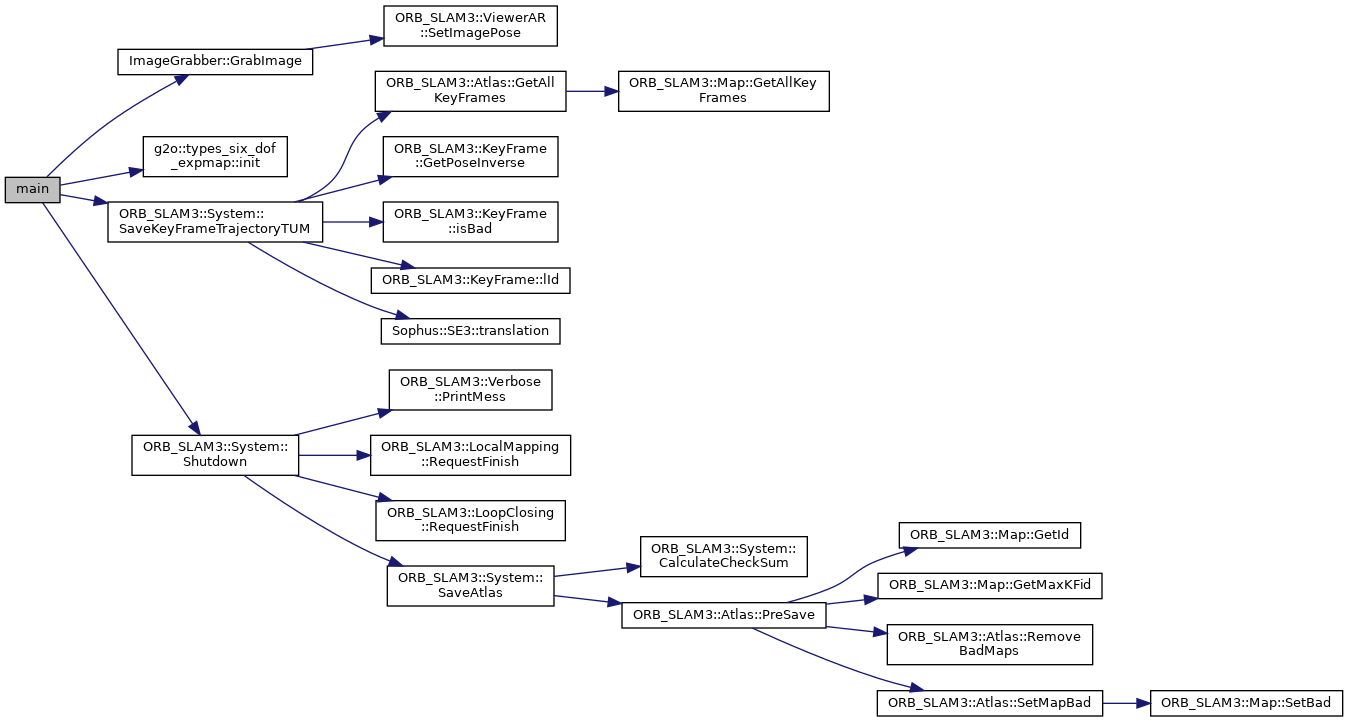 ORB_SLAM3::ViewerAR
::SetImagePose
ImageGrabber::GrabImage
ORB_SLAM3::Atlas::GetAll
KeyFrames
ORB_SLAM3::Map::GetAllKey
Frames
g2o::types_six_dof
_expmap::init
ORB_SLAM3::KeyFrame
::GetPoseInverse
main
ORB_SLAM3::System::
SaveKeyFrameTrajectoryTUM
ORB_SLAM3::KeyFrame
::isBad
ORB_SLAM3::KeyFrame::lId
Sophus::SE3::translation
ORB_SLAM3::Verbose
::PrintMess
ORB_SLAM3::System::
Shutdown
ORB_SLAM3::LocalMapping
::RequestFinish
ORB_SLAM3::LoopClosing
::RequestFinish
ORB_SLAM3::System::
SaveAtlas
ORB_SLAM3::System::
CalculateCheckSum
ORB_SLAM3::Atlas::PreSave
ORB_SLAM3::Map::GetId
ORB_SLAM3::Map::GetMaxKFid
ORB_SLAM3::Atlas::Remove
BadMaps
ORB_SLAM3::Atlas::SetMapBad
ORB_SLAM3::Map::SetBad